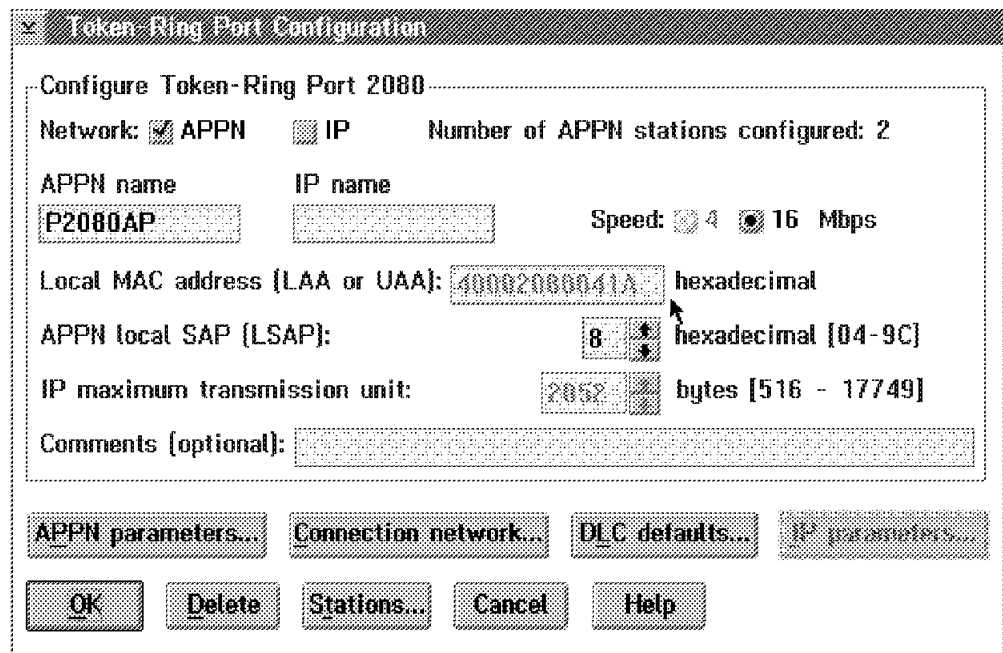 Token-Ring Port Configuration
Configure Token-Ring Port 2080
Network: APPN IP Number of APPN stations configured: 2
APPN name IP name
P2080AP Speed: 4 16 Mbps
Local MAC address (LAA or UAA): 40002080041A hexadecimal
APPN local SAP (LSAP): 8 hexadecimal [04-9C]
IP maximum transmission unit: 2052 bytes [516 - 17749]
Comments (optional):
APPN parameters... Connection network... DLC defaults... IP parameters...
OK Delete Stations... Cancel Help